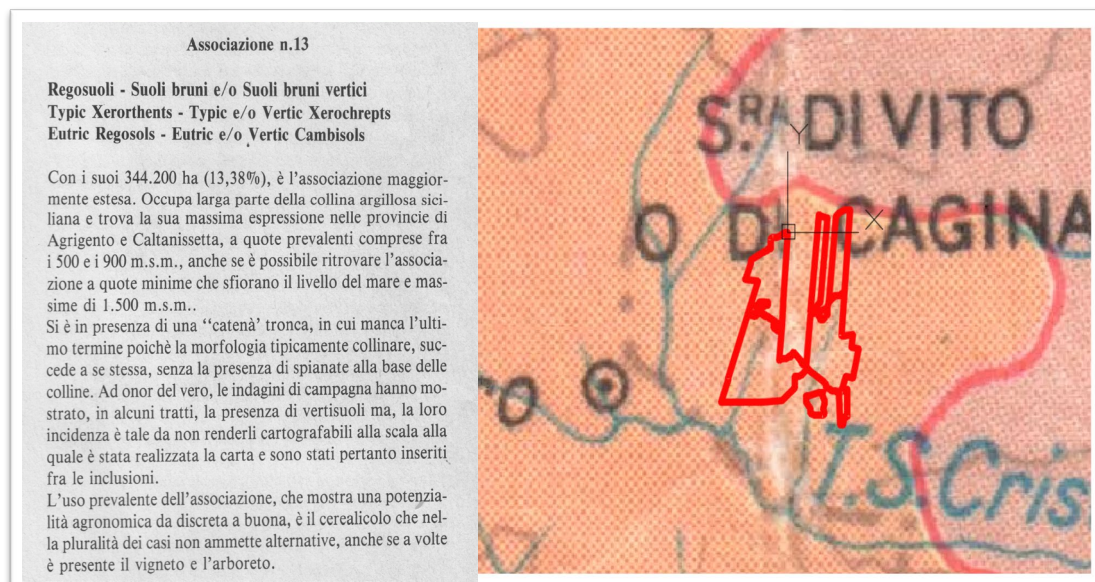 Associazione n.13
Regosuoli - Suoli bruni e/o Suoli bruni vertici
Typic Xerorthents - Typic e/o Vertic Xerochrepts
Eutric Regosols - Eutric e/o Vertic Cambisols
Con i suoi 344.200 ha (13,38%), è l'associazione maggior-
mente estesa. Occupa larga parte della collina argillosa sici-
liana e trova la sua massima espressione nelle provincie di
Agrigento e Caltanissetta, a quote prevalenti comprese fra
i 500 e i 900 m.s.m., anche se è possibile ritrovare l'associa-
zione a quote minime che sfiorano il livello del mare e mas-
sime di 1.500 m.s.m..
Si è in presenza di una "catenà' tronca, in cui manca l'ulti-
mo termine poichè la morfologia tipicamente collinare, suc-
cede a se stessa, senza la presenza di spianate alla base delle
colline. Ad onor del vero, le indagini di campagna hanno mo-
strato, in alcuni tratti, la presenza di vertisuoli ma, la loro
incidenza è tale da non renderli cartografabili alla scala alla
quale è stata realizzata la carta e sono stati pertanto inseriti
fra le inclusioni.
L'uso prevalente dell'associazione, che mostra una potenzia-
lità agronomica da discreta a buona, è il cerealicolo che nel-
la pluralità dei casi non ammette alternative, anche se a volte
è presente il vigneto e l'arboreto.
S.RA DI VITO
Y
O DI CAGINA
X
ro
T.S.Cris